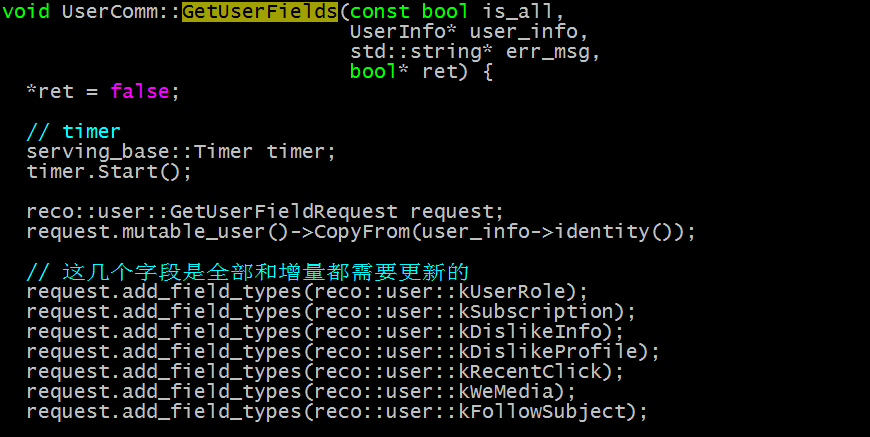 void UserComm::GetUserFields(const bool is_all,
UserInfo* user_info,
std::string* err_msg,
bool* ret) {
*ret = false;
// timer
serving_base::Timer timer;
timer.Start();
reco::user::GetUserFieldRequest request;
request.mutable_user()->CopyFrom(user_info->identity());
// 这几个字段是全部和增量都需要更新的
request.add_field_types(reco::user::kUserRole);
request.add_field_types(reco::user::kSubscription);
request.add_field_types(reco::user::kDislikeInfo);
request.add_field_types(reco::user::kDislikeProfile);
request.add_field_types(reco::user::kRecentClick);
request.add_field_types(reco::user::kWeMedia);
request.add_field_types(reco::user::kFollowSubject);